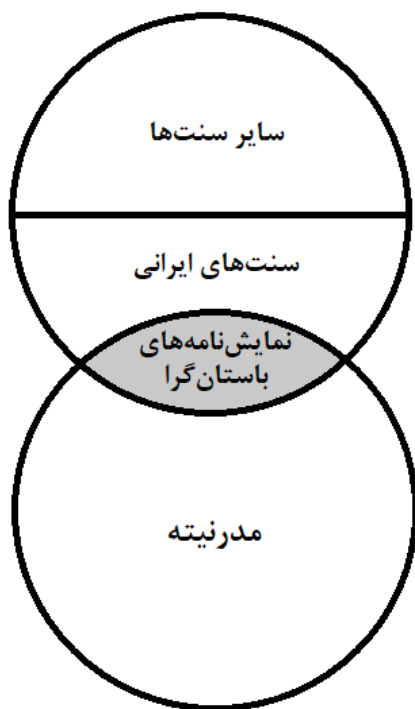 سایر سنت‌ها
سنت‌های ایرانی
نمایش‌نامه‌های
باستان‌گرا
مدرنیته